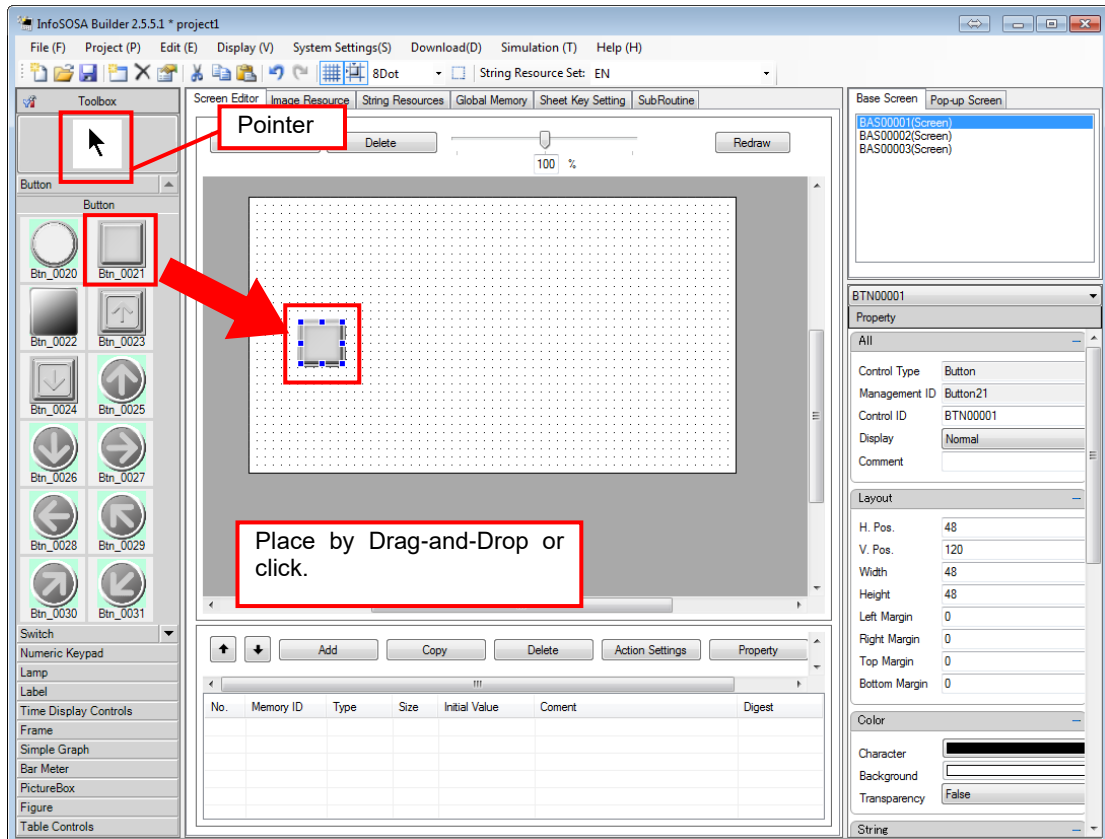 InfoSOSA Builder 2.5.5.1 * project1
File (F) Project (P) Edit (E) Display (V) System Settings(S) Download(D) Simulation (T) Help (H)
8Dot String Resource Set: EN
Toolbox
Pointer
Button
Button
Btn_0020 Btn_0021
Btn_0022 Btn_0023
Btn_0024 Btn_0025
Btn_0026 Btn_0027
Btn_0028 Btn_0029
Btn_0030 Btn_0031
Switch
Numeric Keypad
Lamp
Label
Time Display Controls
Frame
Simple Graph
Bar Meter
PictureBox
Figure
Table Controls
Screen Editor Image Resource String Resources Global Memory Sheet Key Setting SubRoutine
Delete Redraw
100 %
Place by Drag-and-Drop or
click.
Add Copy Delete Action Settings Property
No. Memory ID Type Size Initial Value Coment Digest
Base Screen Pop-up Screen
BAS00001(Screen)
BAS00002(Screen)
BAS00003(Screen)
BTN00001
Property
All
Control Type Button
Management ID Button21
Control ID BTN00001
Display Normal
Comment
Layout
H. Pos. 48
V. Pos. 120
Width 48
Height 48
Left Margin 0
Right Margin 0
Top Margin 0
Bottom Margin 0
Color
Character
Background
Transparency False
String